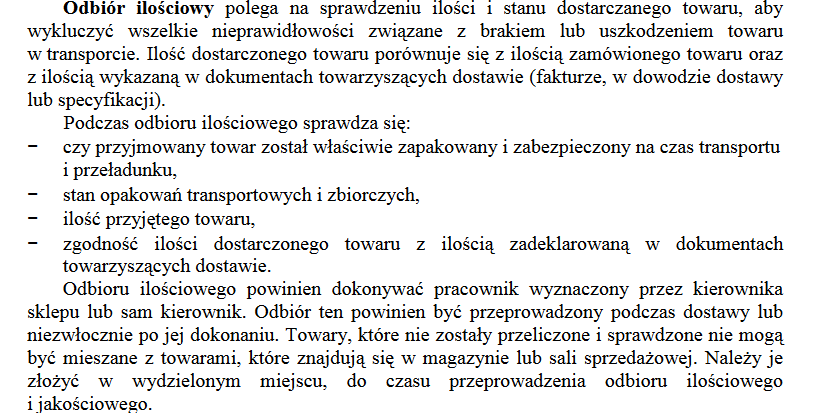 Odbiór ilościowy polega na sprawdzeniu ilości i stanu dostarczanego towaru, aby
wykluczyć wszelkie nieprawidłowości związane z brakiem lub uszkodzeniem towaru
w transporcie. Ilość dostarczonego towaru porównuje się z ilością zamówionego towaru oraz
z ilością wykazaną w dokumentach towarzyszących dostawie (fakturze, w dowodzie dostawy
lub specyfikacji).
Podczas odbioru ilościowego sprawdza się:
− czy przyjmowany towar został właściwie zapakowany i zabezpieczony na czas transportu
i przeładunku,
− stan opakowań transportowych i zbiorczych,
− ilość przyjętego towaru,
− zgodność ilości dostarczonego towaru z ilością zadeklarowaną w dokumentach
towarzyszących dostawie.
Odbioru ilościowego powinien dokonywać pracownik wyznaczony przez kierownika
sklepu lub sam kierownik. Odbiór ten powinien być przeprowadzony podczas dostawy lub
niezwłocznie po jej dokonaniu. Towary, które nie zostały przeliczone i sprawdzone nie mogą
być mieszane z towarami, które znajdują się w magazynie lub sali sprzedażowej. Należy je
złożyć w wydzielonym miejscu, do czasu przeprowadzenia odbioru ilościowego
i jakościowego.